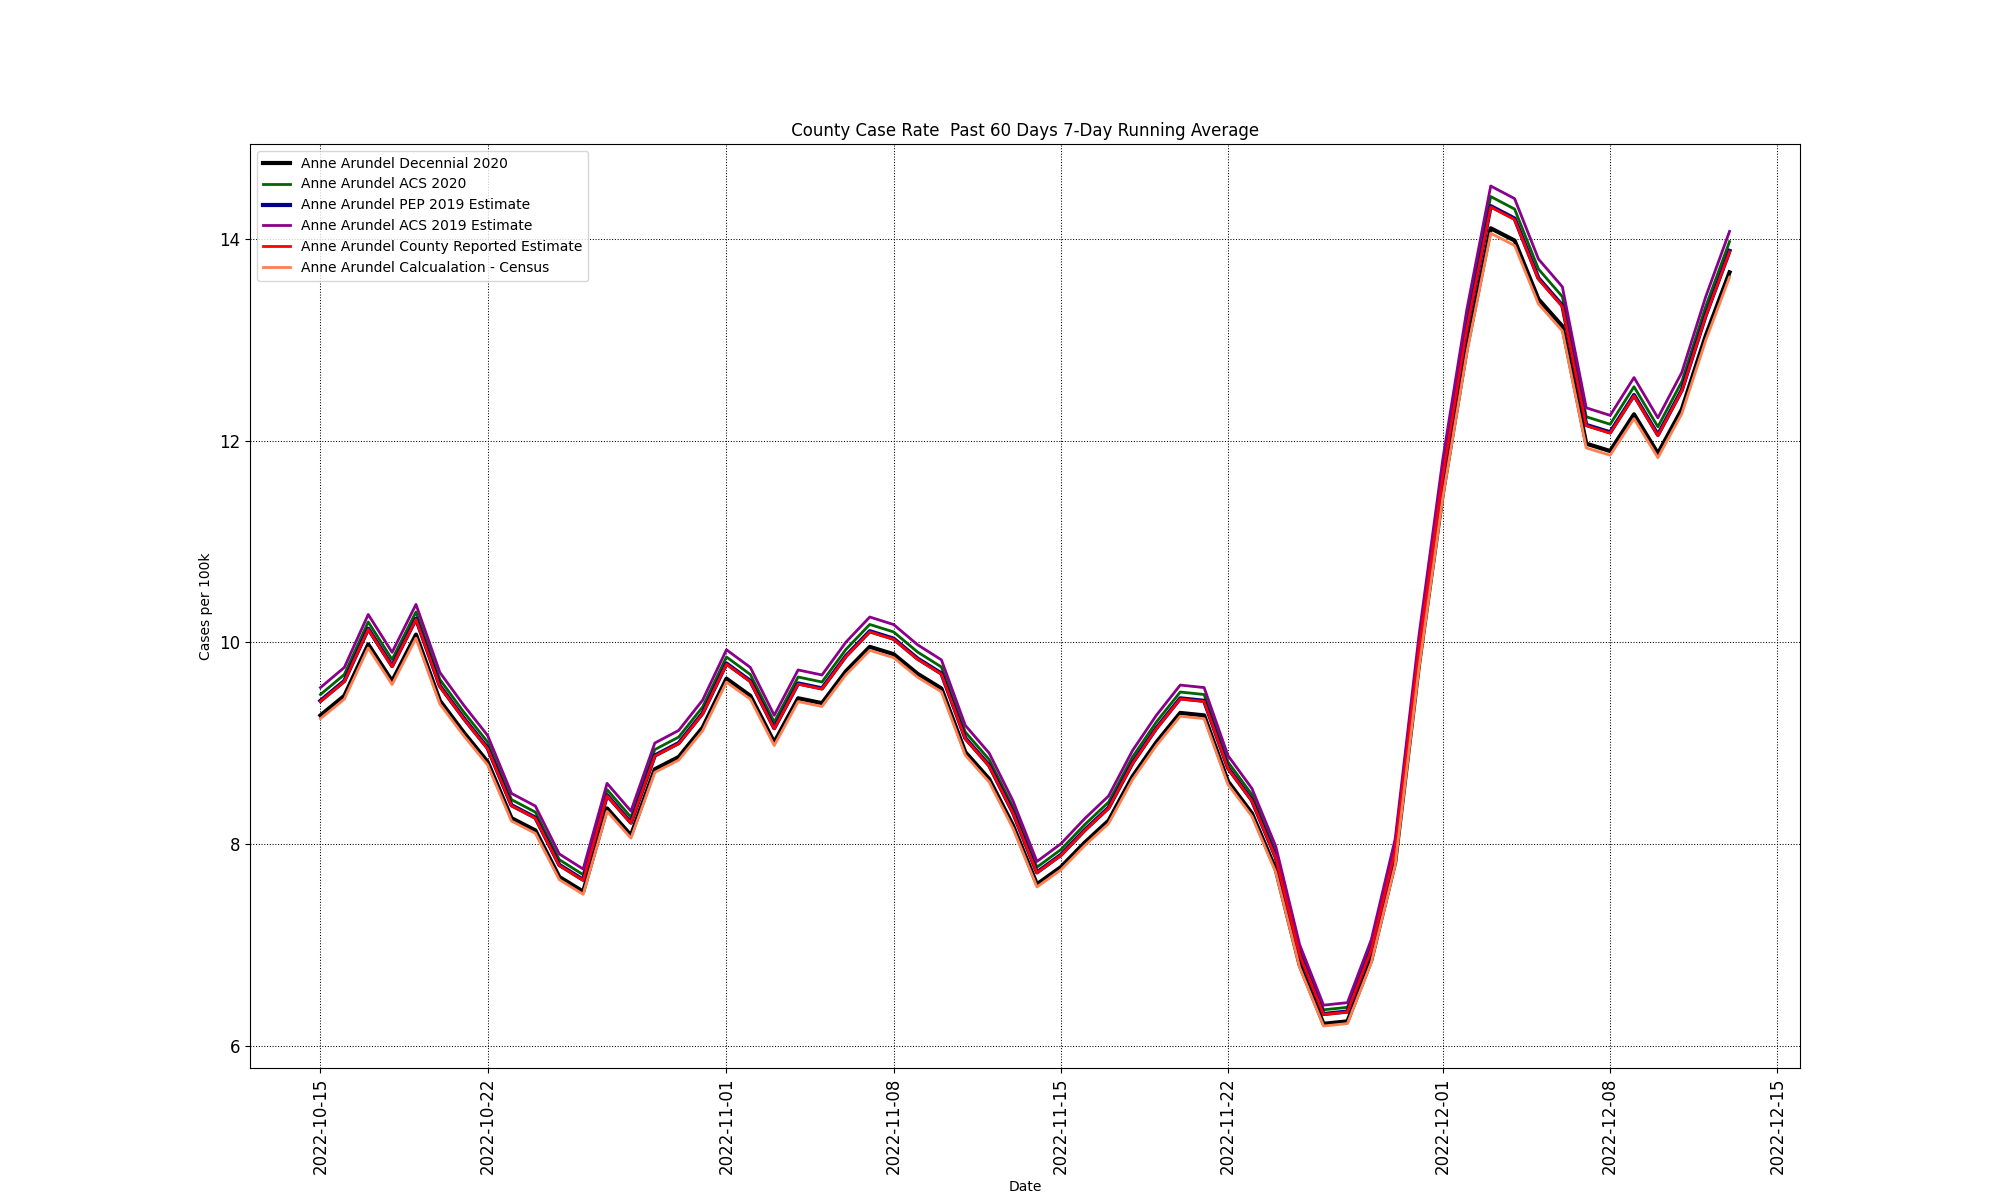 County Case Rate  Past 60 Days 7-Day Running Average
Anne Arundel Decennial 2020
Anne Arundel ACS 2020
Anne Arundel PEP 2019 Estimate
Anne Arundel ACS 2019 Estimate
Anne Arundel County Reported Estimate
Anne Arundel Calcualation - Census
Cases per 100k
14
12
10
8
6
2022-10-15
2022-10-22
2022-11-01
2022-11-08
2022-11-15
2022-11-22
2022-12-01
2022-12-08
2022-12-15
Date